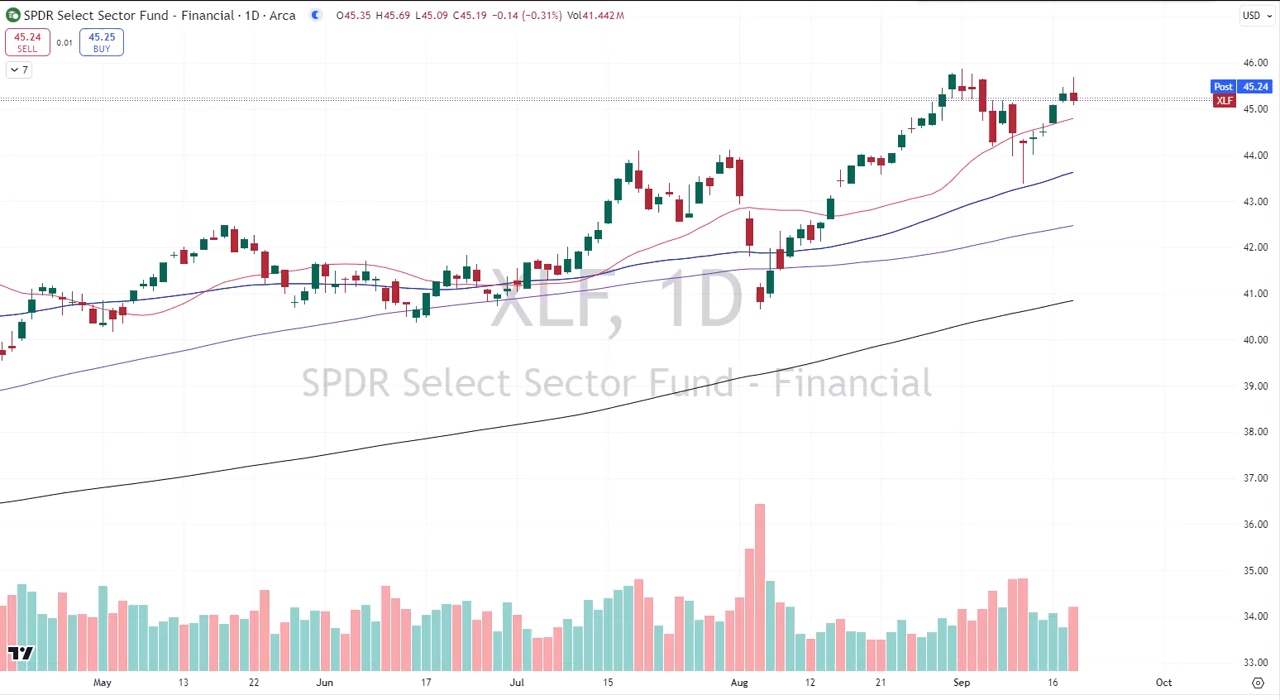 SPDR Select Sector Fund - Financial · 1D · Arca O45.35 H45.69 L45.09 C45.19 −0.14 (−0.31%) Vol41.442M
USD
45.24 SELL 0.01 45.25 BUY
7
46.00
Post 45.24
XLF
45.00
44.00
43.00
42.00
41.00
XLF, 1D
40.00
SPDR Select Sector Fund - Financial
39.00
38.00
37.00
36.00
35.00
34.00
33.00
May 13 22 Jun 17 Jul 15 Aug 12 21 Sep 16 Oct